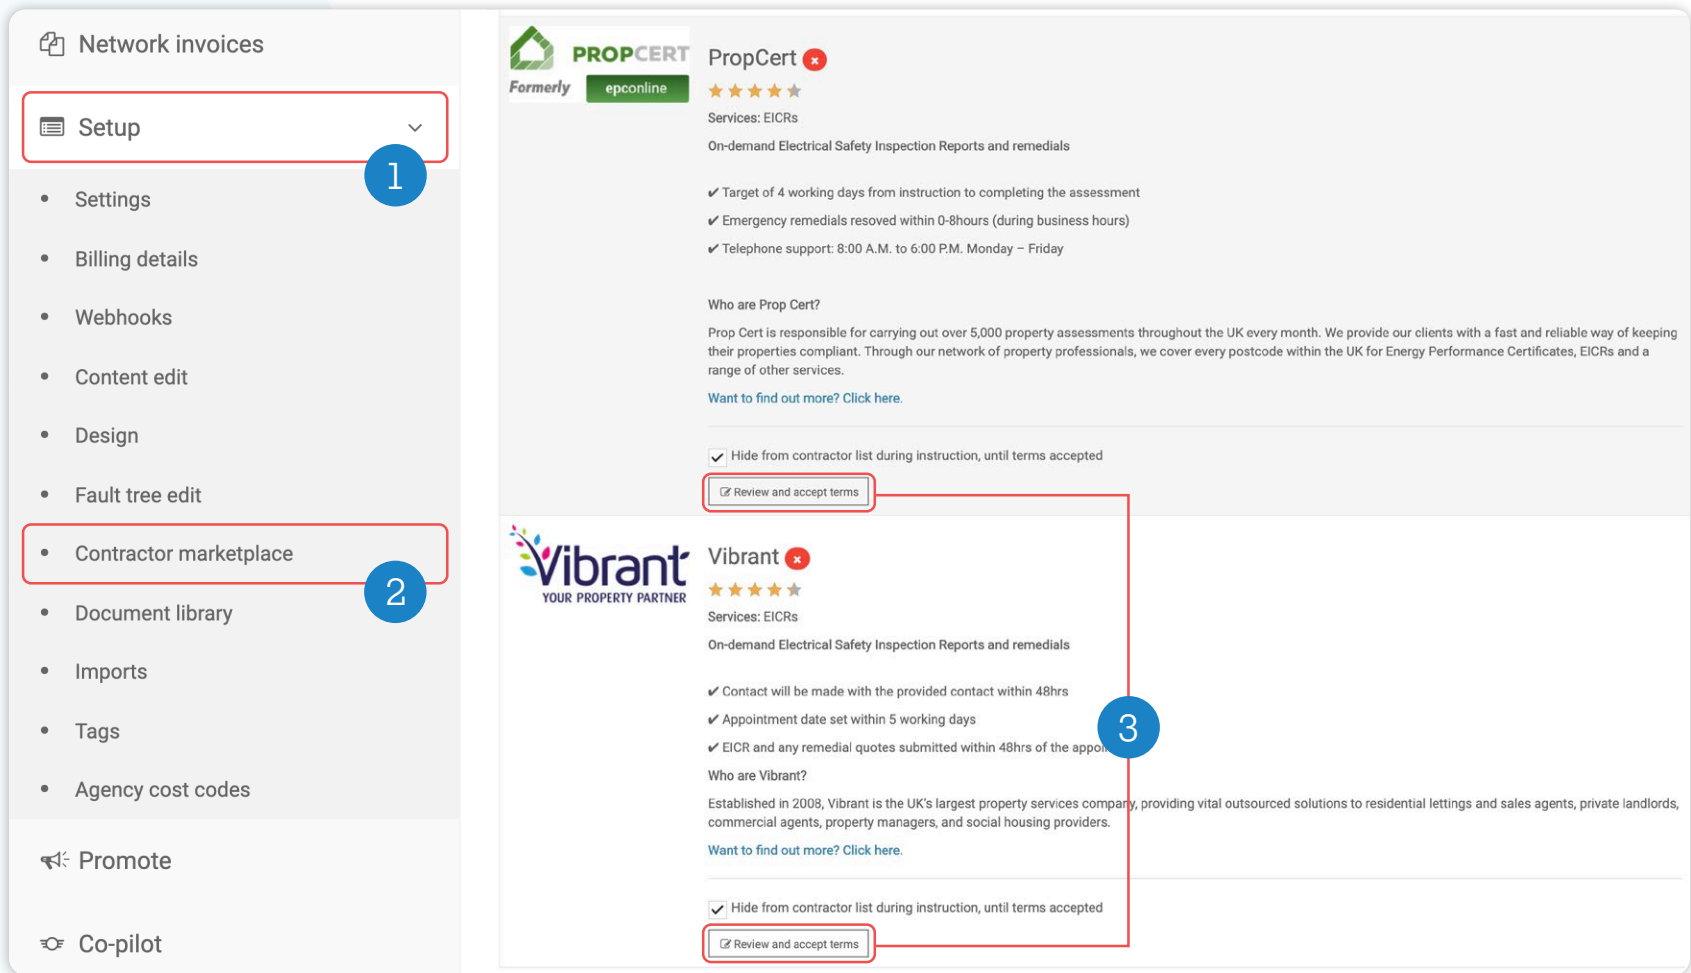 Network invoices
Setup
1
Settings
Billing details
Webhooks
Content edit
Design
Fault tree edit
Contractor marketplace
2
Document library
Imports
Tags
Agency cost codes
Promote
Co-pilot
PROPCERT
Formerly epconline
PropCert
Services: EICRs
On-demand Electrical Safety Inspection Reports and remedials
✔ Target of 4 working days from instruction to completing the assessment
✔ Emergency remedials resoved within 0-8hours (during business hours)
✔ Telephone support: 8:00 A.M. to 6:00 P.M. Monday – Friday
Who are Prop Cert?
Prop Cert is responsible for carrying out over 5,000 property assessments throughout the UK every month. We provide our clients with a fast and reliable way of keeping
their properties compliant. Through our network of property professionals, we cover every postcode within the UK for Energy Performance Certificates, EICRs and a
range of other services.
Want to find out more? Click here.
Hide from contractor list during instruction, until terms accepted
Review and accept terms
Vibrant
YOUR PROPERTY PARTNER
Vibrant
Services: EICRs
On-demand Electrical Safety Inspection Reports and remedials
✔ Contact will be made with the provided contact within 48hrs
✔ Appointment date set within 5 working days
3
✔ EICR and any remedial quotes submitted within 48hrs of the appoi
Who are Vibrant?
Established in 2008, Vibrant is the UK's largest property services company, providing vital outsourced solutions to residential lettings and sales agents, private landlords,
commercial agents, property managers, and social housing providers.
Want to find out more? Click here.
Hide from contractor list during instruction, until terms accepted
Review and accept terms